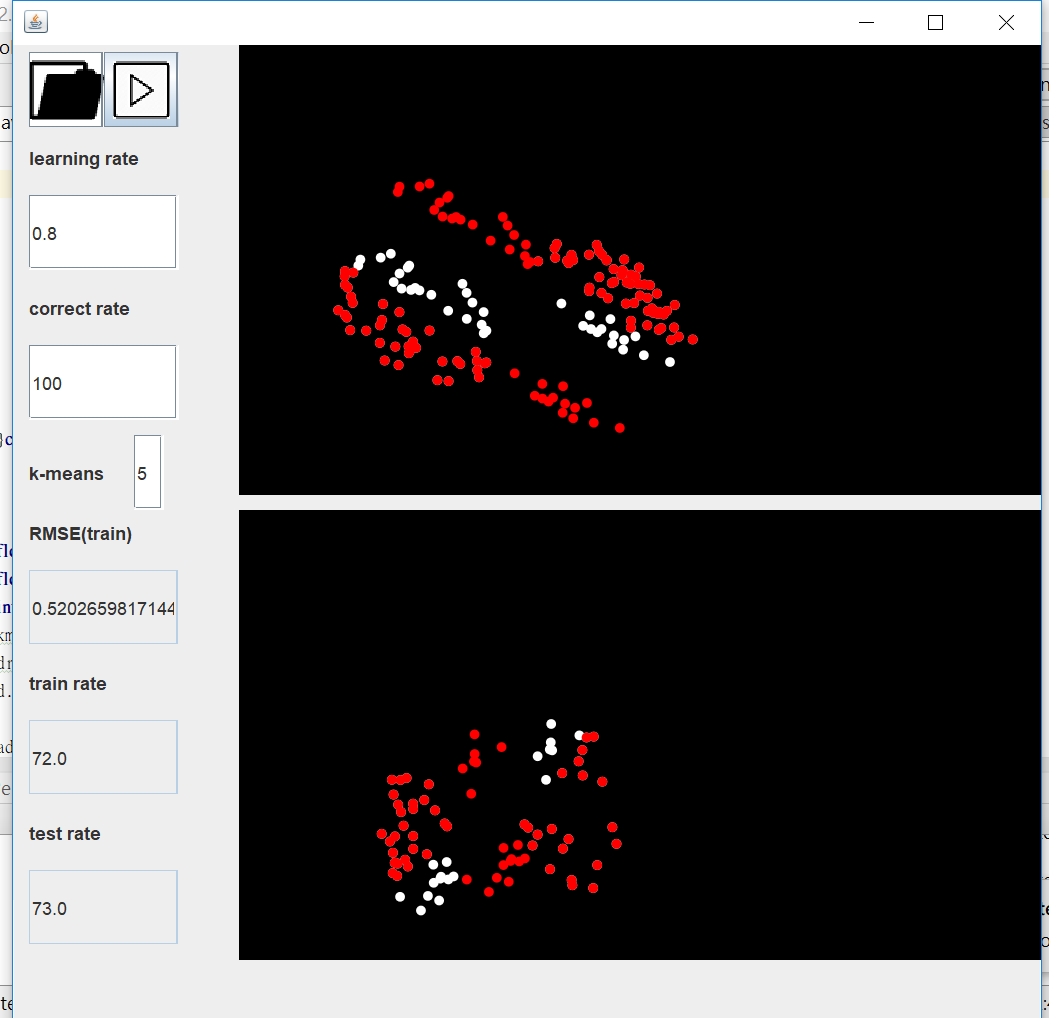 learning rate
0.8
correct rate
100
k-means 5
RMSE(train)
0.5202659817144
train rate
72.0
test rate
73.0